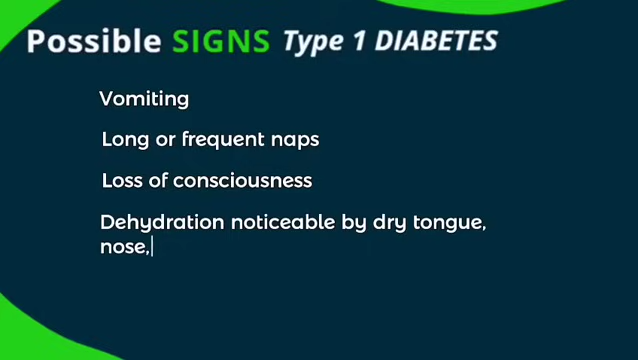 Possible SIGNS Type 1 DIABETES
Vomiting
Long or frequent naps
Loss of consciousness
Dehydration noticeable by dry tongue,
nose,